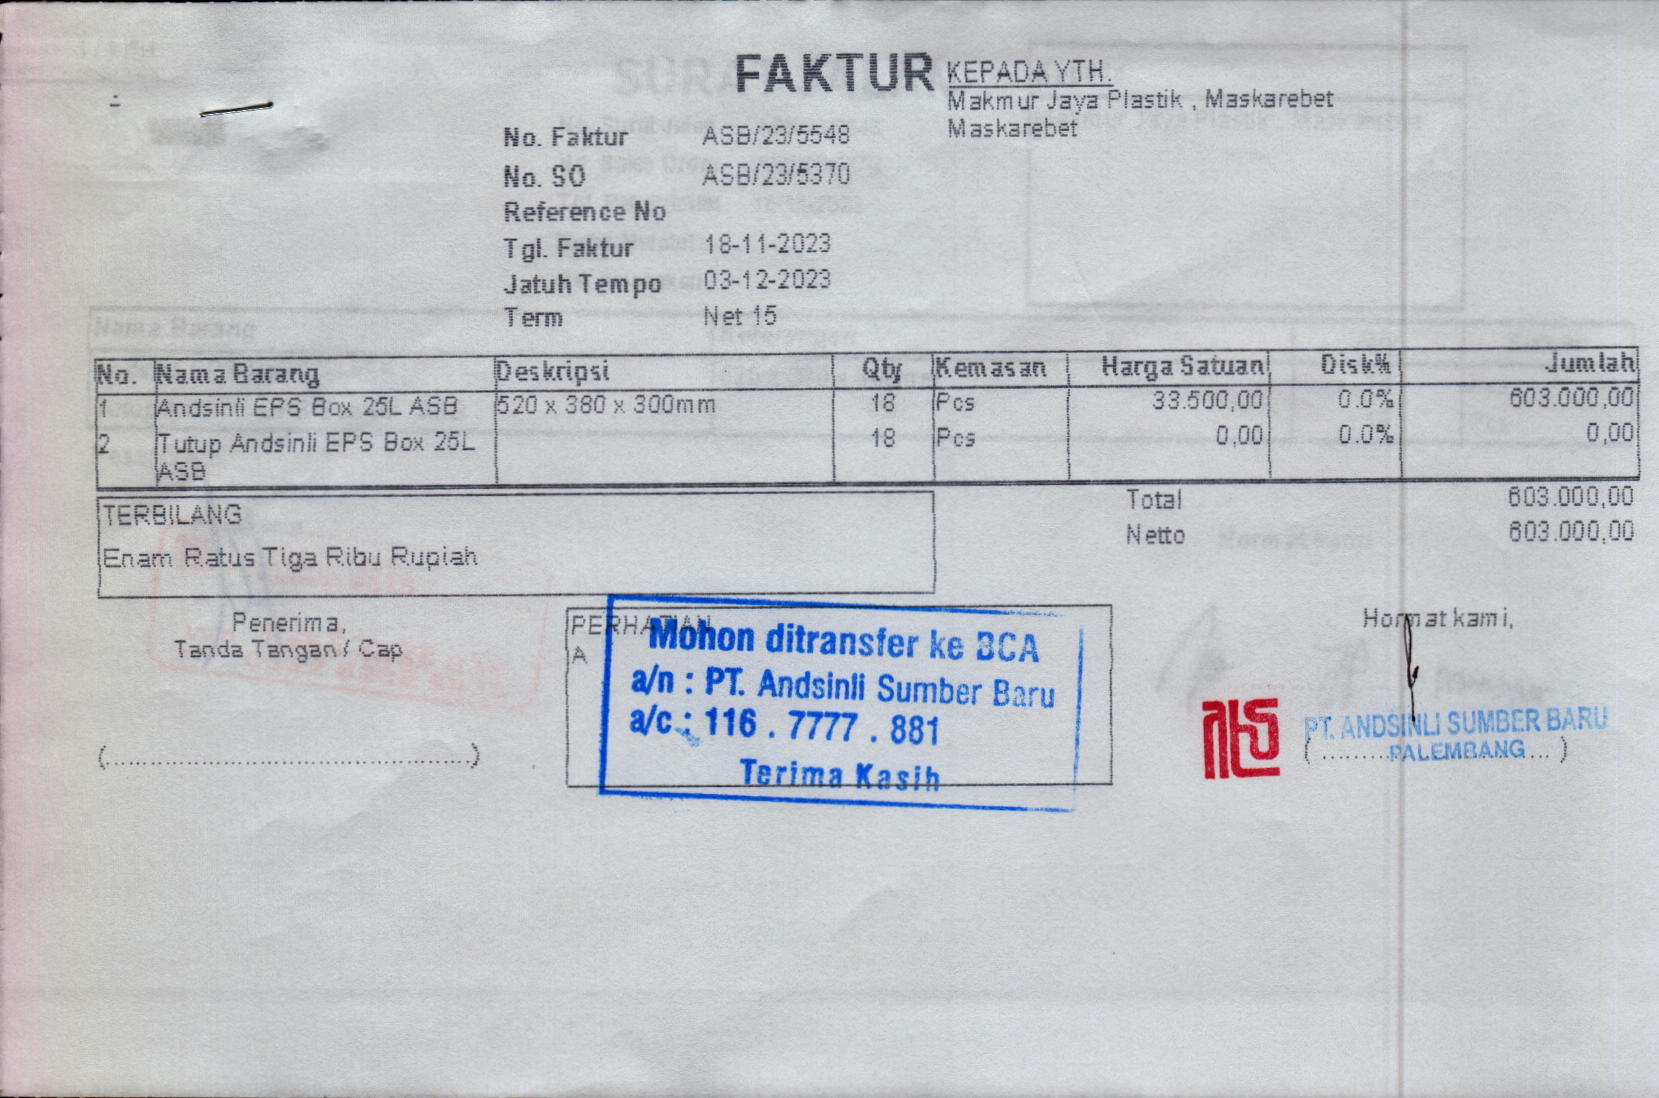 FAKTUR
KEPADA YTH.
Makmur Jaya Plastik , Maskarebet
Maskarebet
No. Faktur ASB/23/5548
No. SO ASB/23/5370
Reference No
Tgl. Faktur 18-11-2023
Jatuh Tempo 03-12-2023
Term Net 15
No. Nama Barang Deskripsi Qty Kemasan Harga Satuan Disk% Jumlah
1 Andsinli EPS Box 25L ASB 520 x 380 x 300mm 18 Pcs 33.500,00 0.0% 603.000,00
2 Tutup Andsinli EPS Box 25L 18 Pcs 0,00 0.0% 0,00
ASB
Total 603.000,00
Netto 603.000,00
TERBILANG
Enam Ratus Tiga Ribu Rupiah
Penerima,
Tanda Tangan / Cap
(.................................................)
PERHATIAN
A
Mohon ditransfer ke BCA
a/n : PT. Andsinli Sumber Baru
a/c : 116 . 7777 . 881
Terima Kasih
Hormat kami,
PT. ANDSINLI SUMBER BARU
PALEMBANG